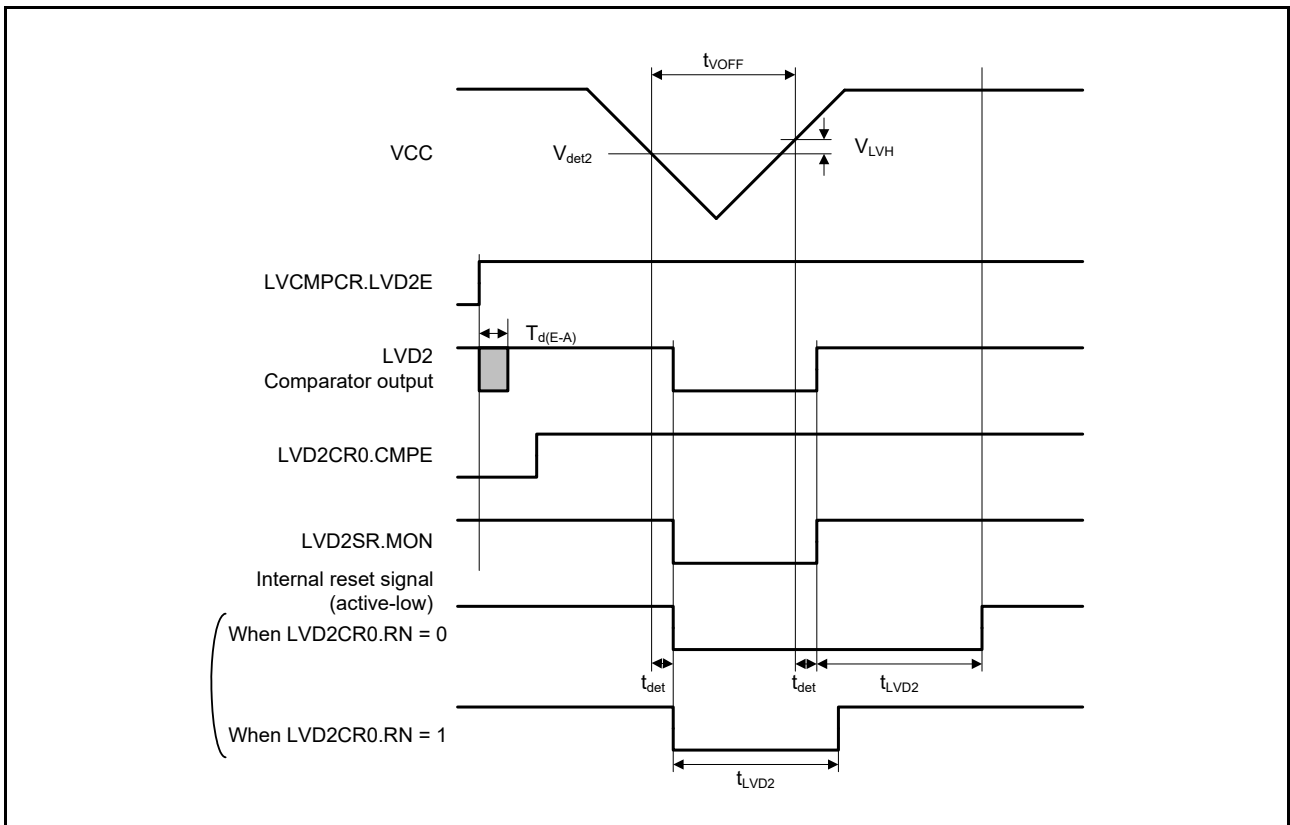 tVOFF
VCC
Vdet2
VLVH
LVCMPCR.LVD2E
Td(E-A)
LVD2
Comparator output
LVD2CR0.CMPE
LVD2SR.MON
Internal reset signal
(active-low)
When LVD2CR0.RN = 0
tdet
tdet
tLVD2
When LVD2CR0.RN = 1
tLVD2